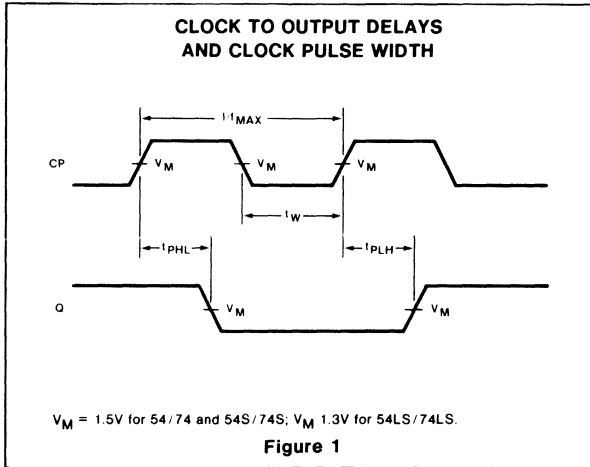 CLOCK TO OUTPUT DELAYS
AND CLOCK PULSE WIDTH
1/fMAX
CP
VM VM VM
tW
tPHL tPLH
Q
VM VM
VM = 1.5V for 54/74 and 54S/74S; VM 1.3V for 54LS/74LS.
Figure 1